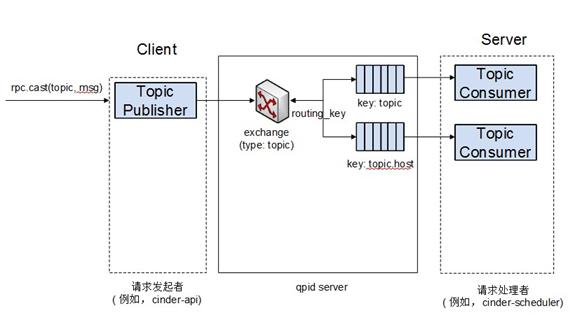 Client
Server
rpc.cast(topic, msg)
Topic
Publisher
exchange
(type: topic)
routing_key
key: topic
key: topic.host
Topic
Consumer
Topic
Consumer
请求发起者
( 例如， cinder-api)
qpid server
请求处理者
(例如， cinder-scheduler)